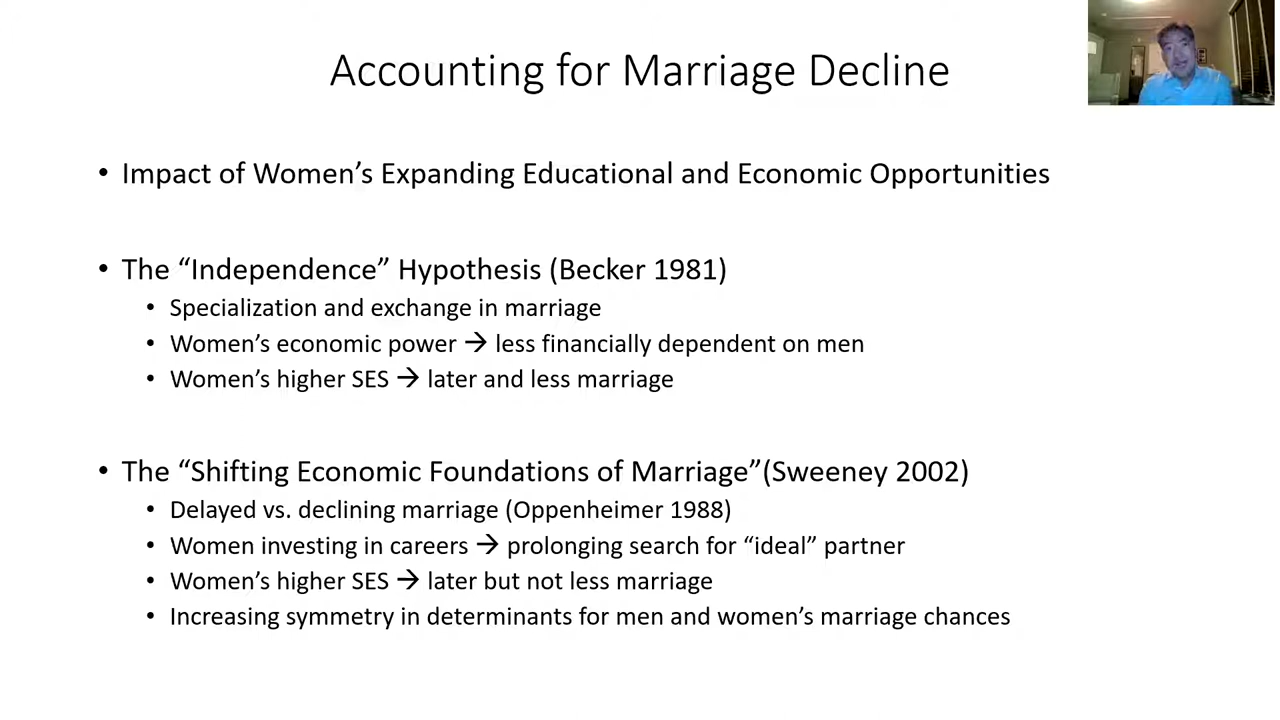 Accounting for Marriage Decline
• Impact of Women’s Expanding Educational and Economic Opportunities
• The “Independence” Hypothesis (Becker 1981)
• Specialization and exchange in marriage
• Women’s economic power → less financially dependent on men
• Women’s higher SES → later and less marriage
• The “Shifting Economic Foundations of Marriage”(Sweeney 2002)
• Delayed vs. declining marriage (Oppenheimer 1988)
• Women investing in careers → prolonging search for “ideal” partner
• Women’s higher SES → later but not less marriage
• Increasing symmetry in determinants for men and women’s marriage chances